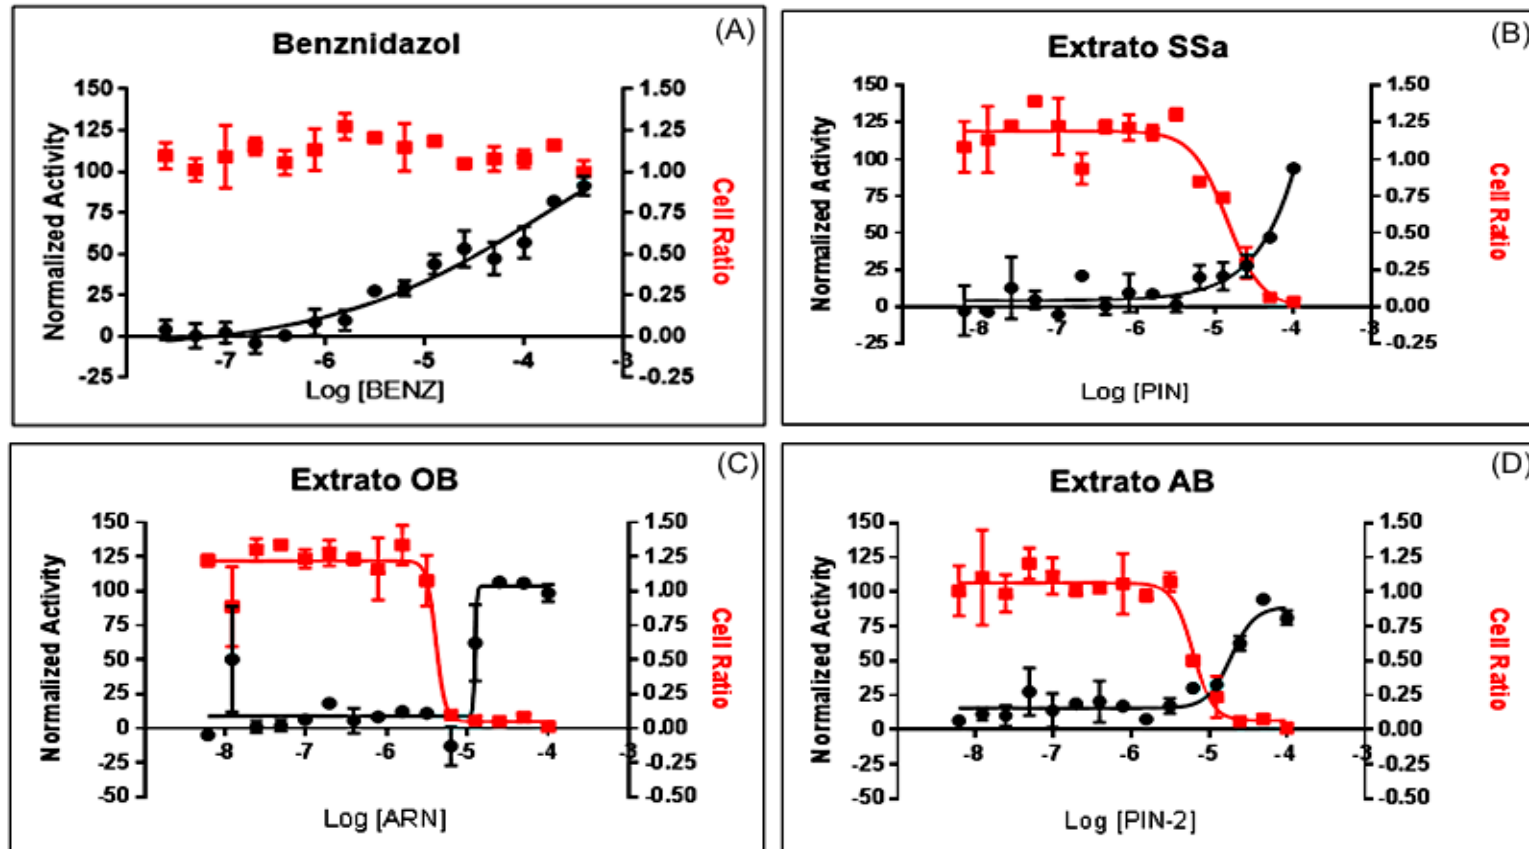 (A)
Benznidazol
150
125
100
75
50
25
0
-25
Normalized Activity
1.50
1.25
1.00
0.75
0.50
0.25
0.00
-0.25
Cell Ratio
-7 -6 -5 -4 -3
Log [BENZ]
(B)
Extrato SSa
150
125
100
75
50
25
0
-25
Normalized Activity
1.50
1.25
1.00
0.75
0.50
0.25
0.00
-0.25
Cell Ratio
-8 -7 -6 -5 -4 -3
Log [PIN]
(C)
Extrato OB
150
125
100
75
50
25
0
-25
-50
Normalized Activity
1.50
1.25
1.00
0.75
0.50
0.25
0.00
-0.25
-0.50
Cell Ratio
-8 -7 -6 -5 -4 -3
Log [ARN]
(D)
Extrato AB
150
125
100
75
50
25
0
-25
50
Normalized Activity
1.50
1.25
1.00
0.75
0.50
0.25
0.00
-0.25
-0.50
Cell Ratio
-8 -7 -6 -5 -4 -3
Log [PIN-2]